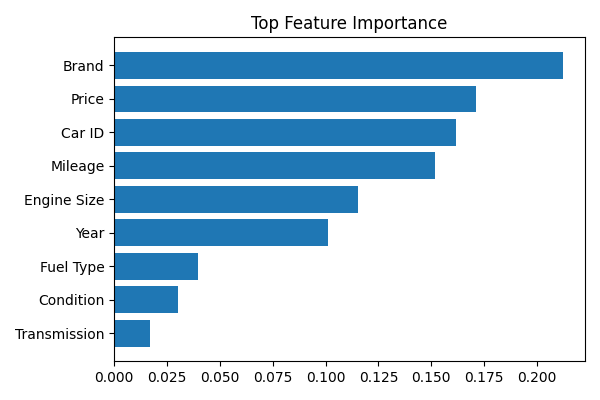 Top Feature Importance
Brand
Price
Car ID
Mileage
Engine Size
Year
Fuel Type
Condition
Transmission
0.000 0.025 0.050 0.075 0.100 0.125 0.150 0.175 0.200